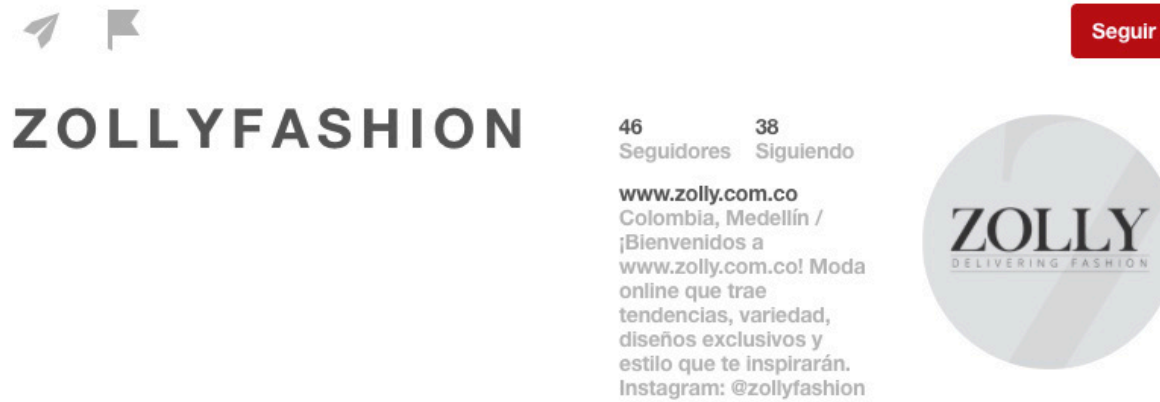 Seguir
ZOLLYFASHION
46
Seguidores
38
Siguiendo
www.zolly.com.co
Colombia, Medellín /
¡Bienvenidos a
www.zolly.com.co! Moda
online que trae
tendencias, variedad,
diseños exclusivos y
estilo que te inspirarán.
Instagram: @zollyfashion
ZOLLY
DELIVERING FASHION